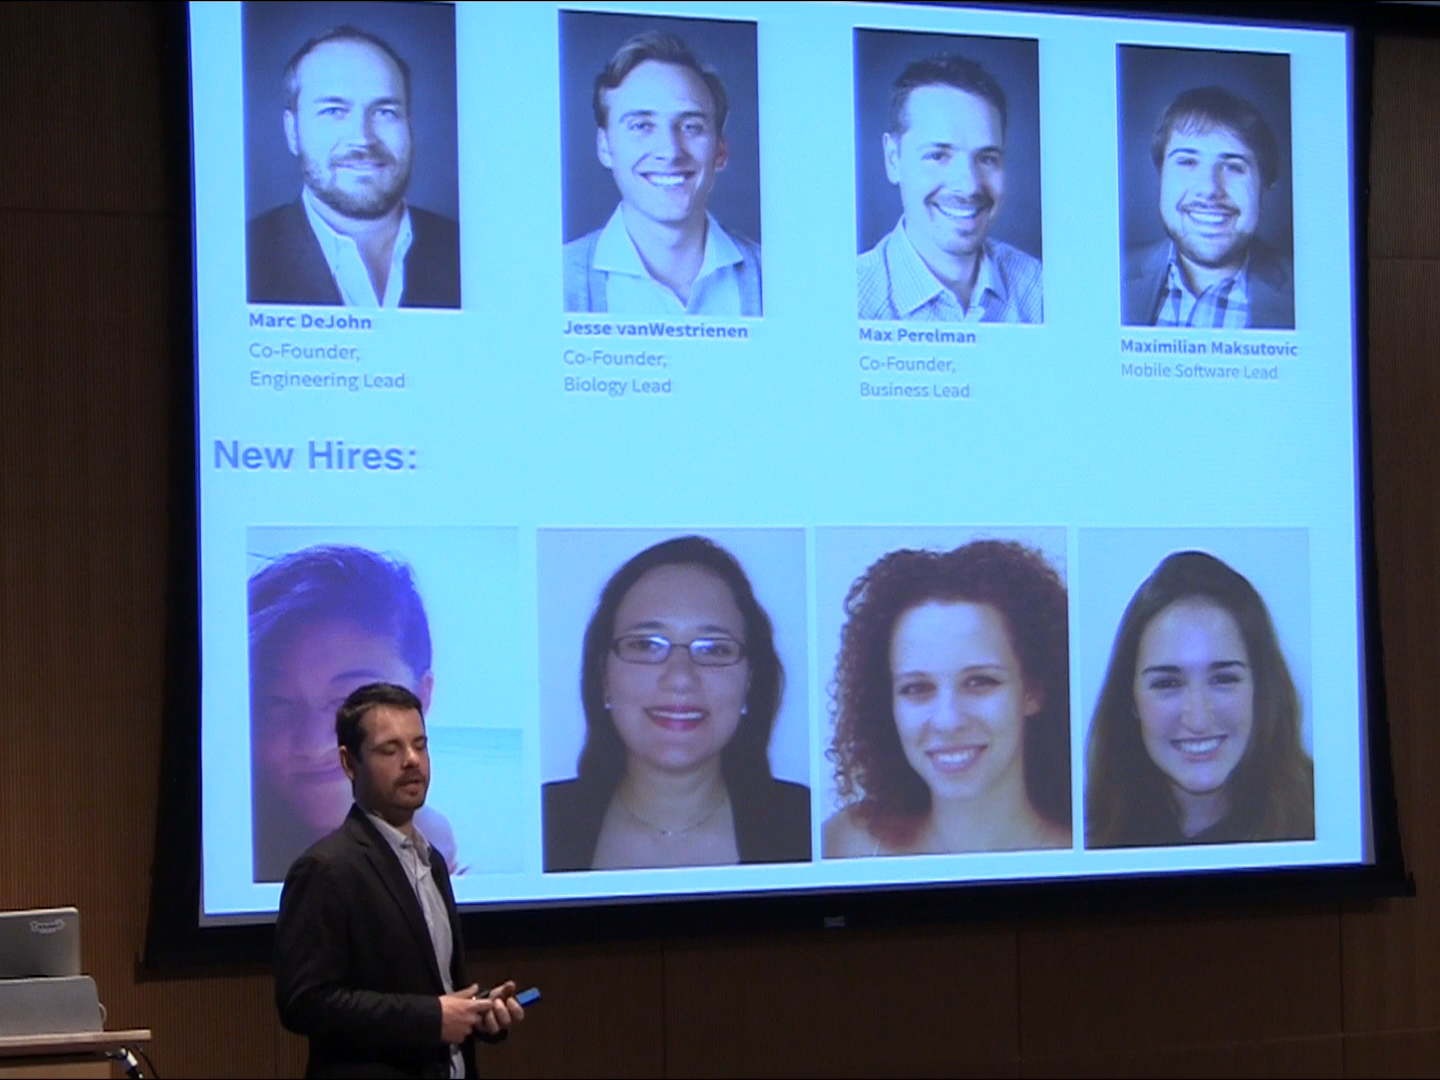 Marc DeJohn
Co-Founder,
Engineering Lead
Jesse vanWestrienen
Co-Founder,
Biology Lead
Max Perelman
Co-Founder,
Business Lead
Maximilian Maksutovic
Mobile Software Lead
New Hires: